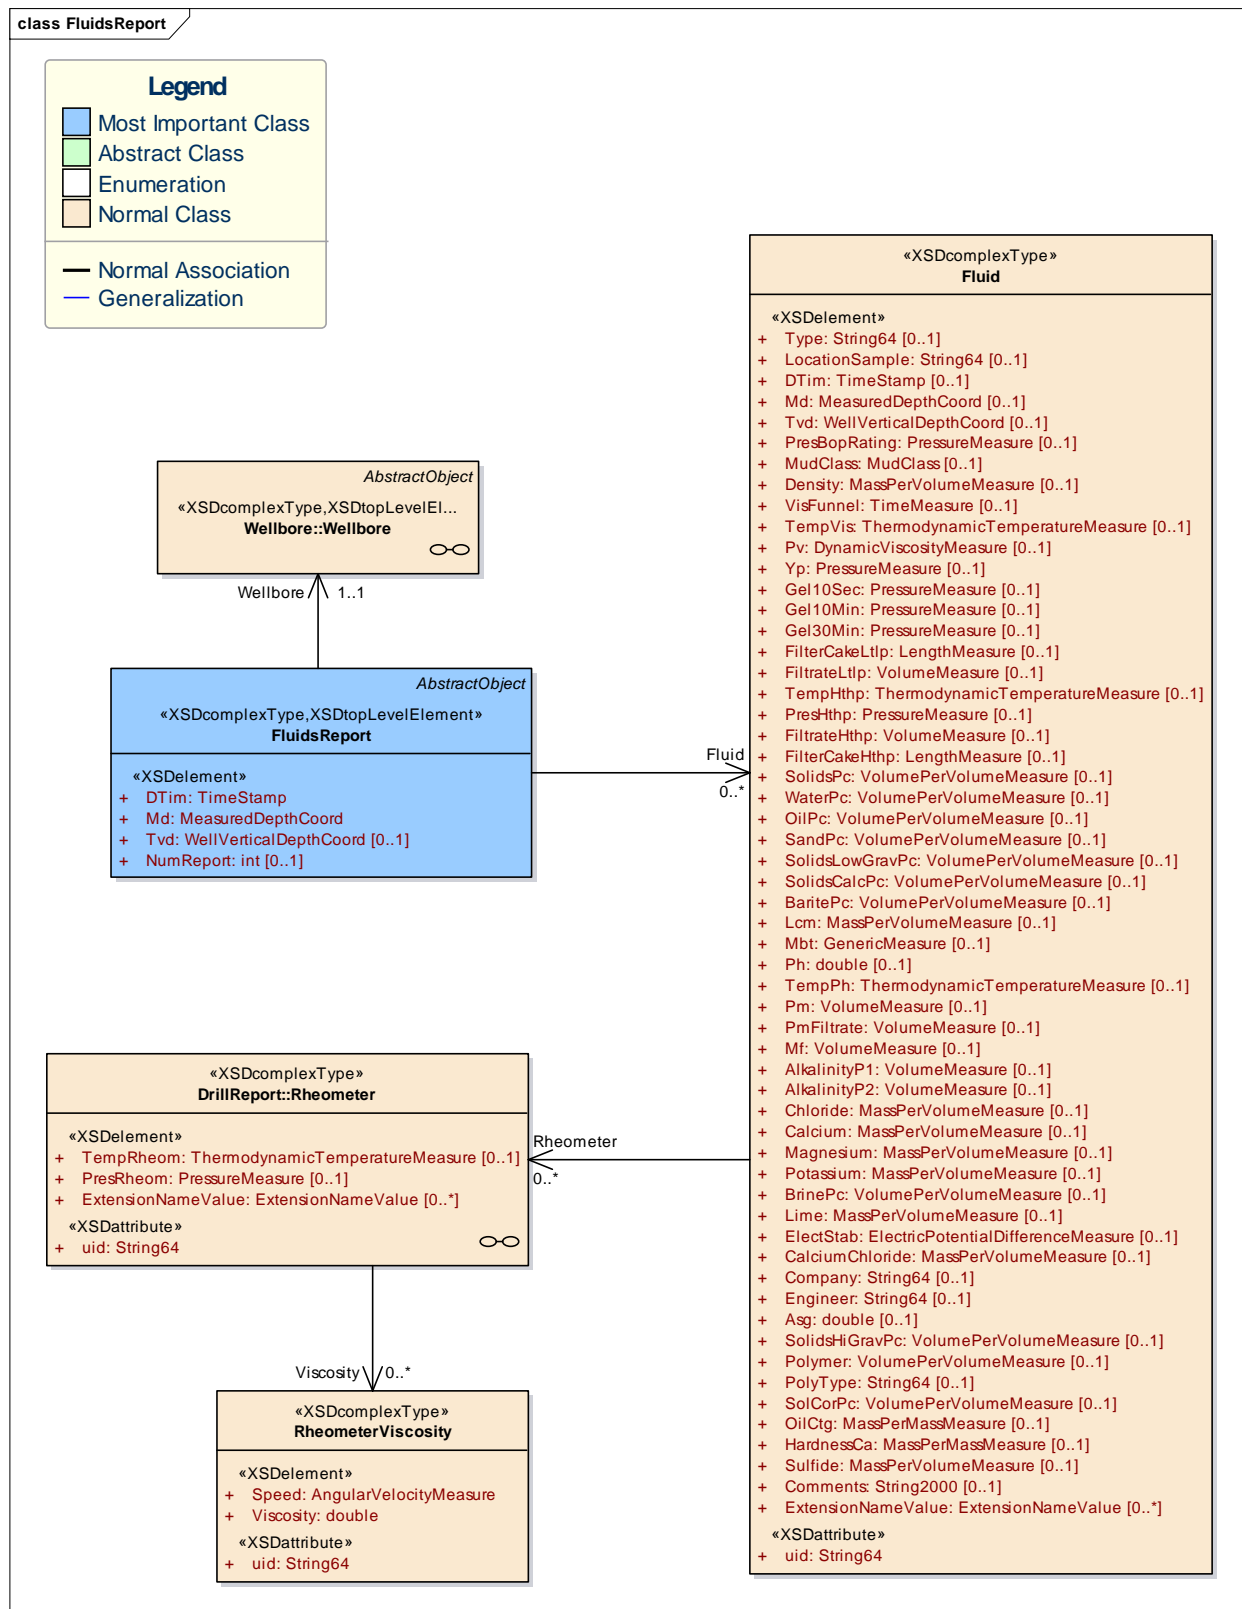 class FluidsReport
Legend
Most Important Class
Abstract Class
Enumeration
Normal Class
Normal Association
Generalization
AbstractObject
«XSDcomplexType,XSDtopLevelEl...
Wellbore::Wellbore
Wellbore 1..1
AbstractObject
«XSDcomplexType,XSDtopLevelElement»
FluidsReport
«XSDelement»
+ DTim: TimeStamp
+ Md: MeasuredDepthCoord
+ Tvd: WellVerticalDepthCoord [0..1]
+ NumReport: int [0..1]
Fluid
0..*
«XSDcomplexType»
Fluid
«XSDelement»
+ Type: String64 [0..1]
+ LocationSample: String64 [0..1]
+ DTim: TimeStamp [0..1]
+ Md: MeasuredDepthCoord [0..1]
+ Tvd: WellVerticalDepthCoord [0..1]
+ PresBopRating: PressureMeasure [0..1]
+ MudClass: MudClass [0..1]
+ Density: MassPerVolumeMeasure [0..1]
+ VisFunnel: TimeMeasure [0..1]
+ TempVis: ThermodynamicTemperatureMeasure [0..1]
+ Pv: DynamicViscosityMeasure [0..1]
+ Yp: PressureMeasure [0..1]
+ Gel10Sec: PressureMeasure [0..1]
+ Gel10Min: PressureMeasure [0..1]
+ Gel30Min: PressureMeasure [0..1]
+ FilterCakeLtlp: LengthMeasure [0..1]
+ FiltrateLtlp: VolumeMeasure [0..1]
+ TempHthp: ThermodynamicTemperatureMeasure [0..1]
+ PresHthp: PressureMeasure [0..1]
+ FiltrateHthp: VolumeMeasure [0..1]
+ FilterCakeHthp: LengthMeasure [0..1]
+ SolidsPc: VolumePerVolumeMeasure [0..1]
+ WaterPc: VolumePerVolumeMeasure [0..1]
+ OilPc: VolumePerVolumeMeasure [0..1]
+ SandPc: VolumePerVolumeMeasure [0..1]
+ SolidsLowGravPc: VolumePerVolumeMeasure [0..1]
+ SolidsCalcPc: VolumePerVolumeMeasure [0..1]
+ BaritePc: VolumePerVolumeMeasure [0..1]
+ Lcm: MassPerVolumeMeasure [0..1]
+ Mbt: GenericMeasure [0..1]
+ Ph: double [0..1]
+ TempPh: ThermodynamicTemperatureMeasure [0..1]
+ Pm: VolumeMeasure [0..1]
+ PmFiltrate: VolumeMeasure [0..1]
+ Mf: VolumeMeasure [0..1]
+ AlkalinityP1: VolumeMeasure [0..1]
+ AlkalinityP2: VolumeMeasure [0..1]
+ Chloride: MassPerVolumeMeasure [0..1]
+ Calcium: MassPerVolumeMeasure [0..1]
+ Magnesium: MassPerVolumeMeasure [0..1]
+ Potassium: MassPerVolumeMeasure [0..1]
+ BrinePc: VolumePerVolumeMeasure [0..1]
+ Lime: MassPerVolumeMeasure [0..1]
+ ElectStab: ElectricPotentialDifferenceMeasure [0..1]
+ CalciumChloride: MassPerVolumeMeasure [0..1]
+ Company: String64 [0..1]
+ Engineer: String64 [0..1]
+ Asg: double [0..1]
+ SolidsHiGravPc: VolumePerVolumeMeasure [0..1]
+ Polymer: VolumePerVolumeMeasure [0..1]
+ PolyType: String64 [0..1]
+ SolCorPc: VolumePerVolumeMeasure [0..1]
+ OilCtg: MassPerMassMeasure [0..1]
+ HardnessCa: MassPerMassMeasure [0..1]
+ Sulfide: MassPerVolumeMeasure [0..1]
+ Comments: String2000 [0..1]
+ ExtensionNameValue: ExtensionNameValue [0..*]
«XSDattribute»
+ uid: String64
Rheometer
0..*
«XSDcomplexType»
DrillReport::Rheometer
«XSDelement»
+ TempRheom: ThermodynamicTemperatureMeasure [0..1]
+ PresRheom: PressureMeasure [0..1]
+ ExtensionNameValue: ExtensionNameValue [0..*]
«XSDattribute»
+ uid: String64
Viscosity 0..*
«XSDcomplexType»
RheometerViscosity
«XSDelement»
+ Speed: AngularVelocityMeasure
+ Viscosity: double
«XSDattribute»
+ uid: String64